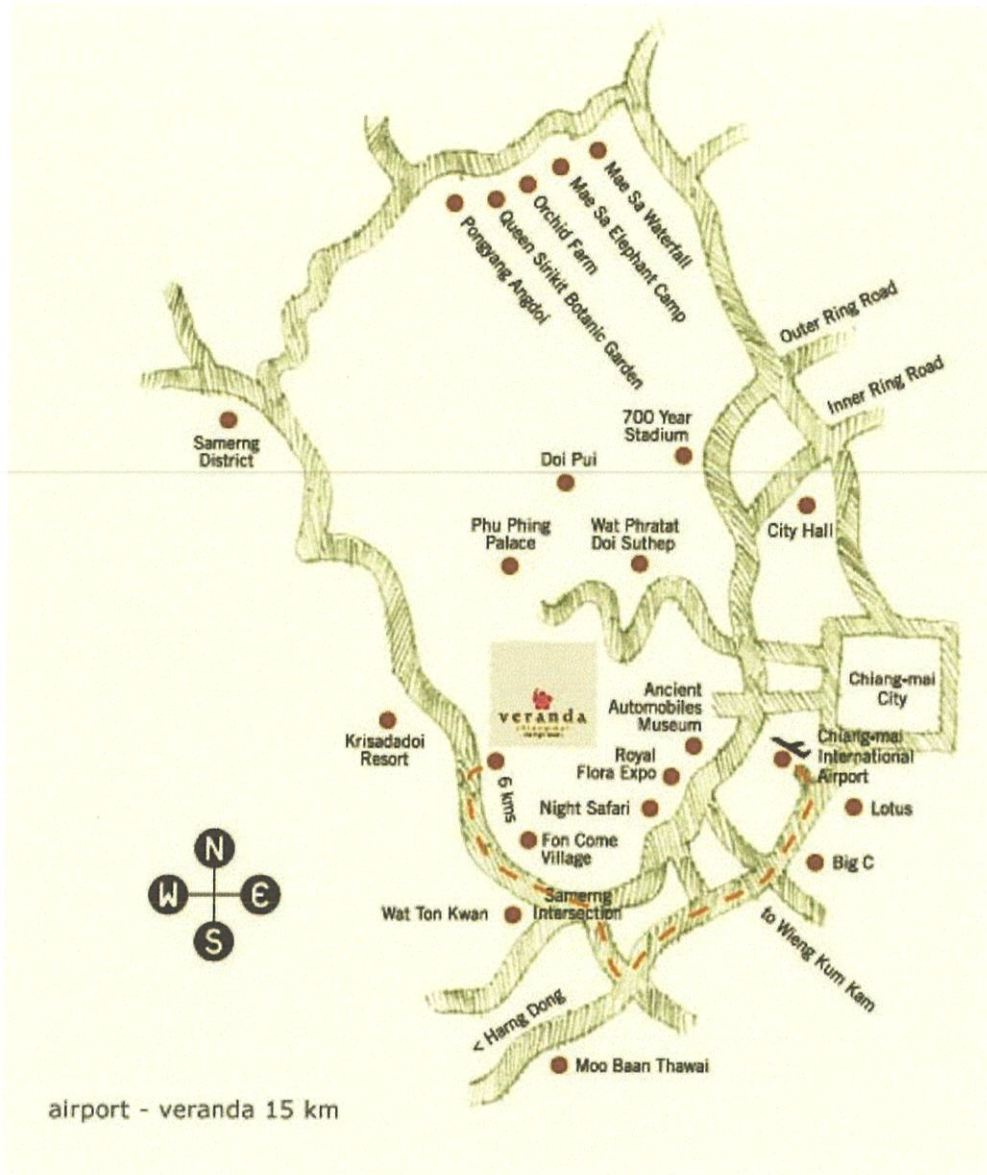 Mae Sa Waterfall
Mae Sa Elephant Camp
Orchid Farm
Queen Sirikit Botanic Garden
Pongyang Angdoi
Outer Ring Road
Inner Ring Road
700 Year
Stadium
Samerng
District
Doi Pui
City Hall
Phu Phing
Palace
Wat Phratat
Doi Suthep
veranda
Chiang-mai
City
Ancient
Automobiles
Museum
Krisadadoi
Resort
Chiang-mai
International
Airport
Royal
Flora Expo
6 kms
Night Safari
Lotus
Fon Come
Village
Big C
N
W
E
S
Samerng
Intersection
Wat Ton Kwan
to Wieng Kum Kam
< Harng Dong
Moo Baan Thawai
airport - veranda 15 km